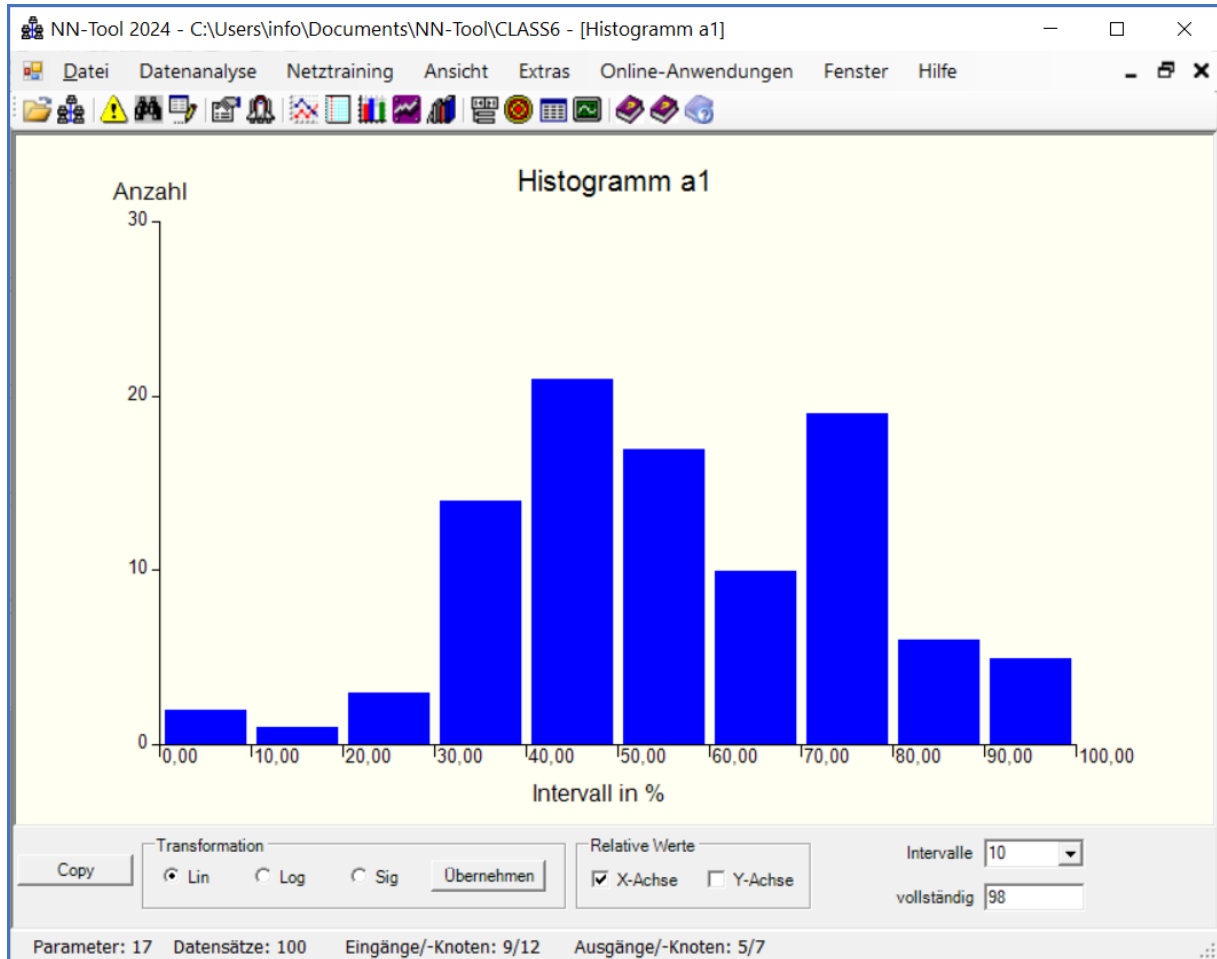 NN-Tool 2024 - C:\Users\info\Documents\NN-Tool\CLASS6 - [Histogramm a1]
Datei Datenanalyse Netztraining Ansicht Extras Online-Anwendungen Fenster Hilfe
Histogramm a1
Anzahl
30
20
10
0
0,00 10,00 20,00 30,00 40,00 50,00 60,00 70,00 80,00 90,00 100,00
Intervall in %
Copy
Transformation
Lin Log Sig Übernehmen
Relative Werte
X-Achse Y-Achse
Intervalle 10
vollständig 98
Parameter: 17 Datensätze: 100 Eingänge/-Knoten: 9/12 Ausgänge/-Knoten: 5/7